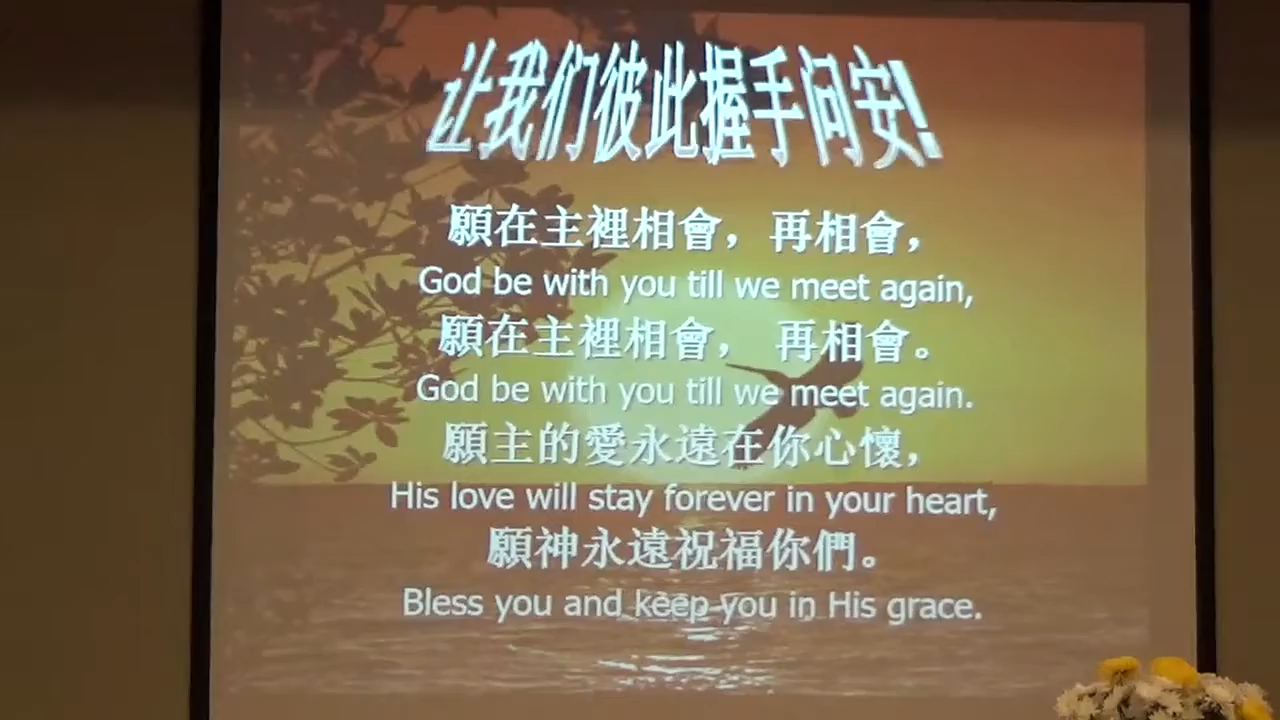 让我们彼此握手问安!
願在主裡相會，再相會，
God be with you till we meet again,
願在主裡相會， 再相會。
God be with you till we meet again.
願主的愛永遠在你心懷，
His love will stay forever in your heart,
願神永遠祝福你們。
Bless you and keep you in His grace.